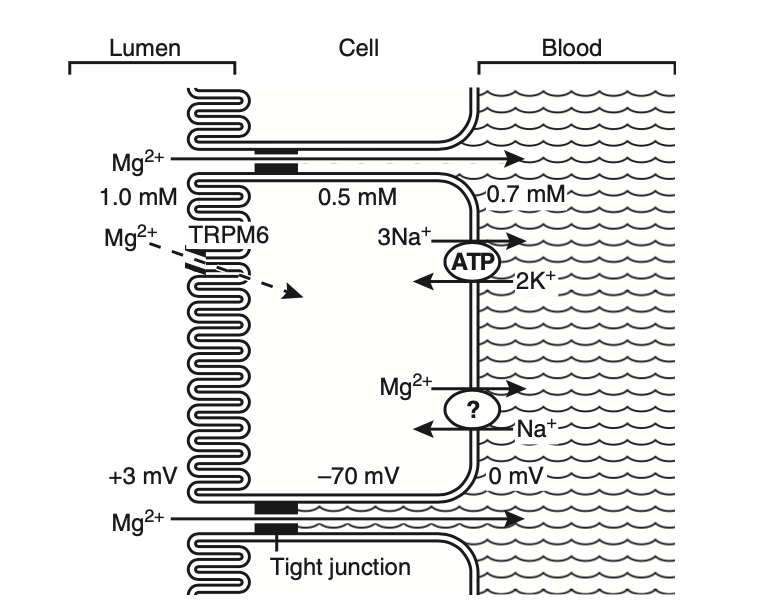 Lumen Cell Blood
Mg²⁺
1.0 mM 0.5 mM 0.7 mM
Mg²⁺ TRPM6 3Na⁺
ATP
2K⁺
Mg²⁺
?
Na⁺
+3 mV –70 mV 0 mV
Mg²⁺
Tight junction